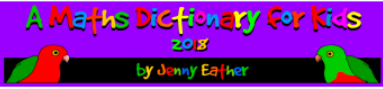 A Maths Dictionary for Kids
2018
by Jenny Eather